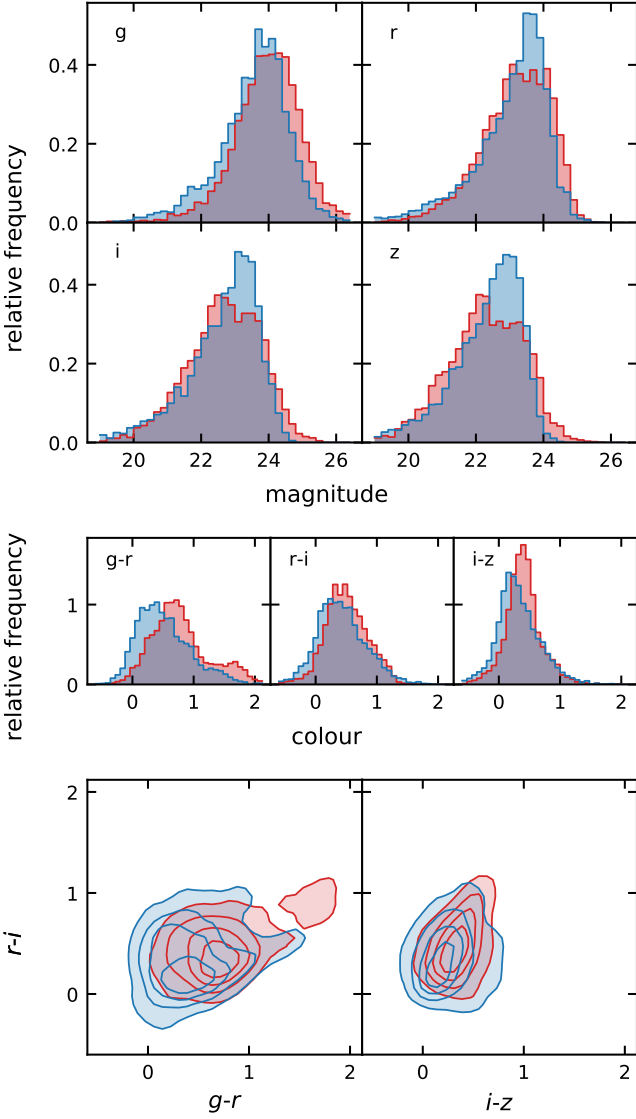 g
r
0.4
0.2
0.0
i
z
0.4
0.2
0.0
20 22 24 26 20 22 24 26
relative frequency
magnitude
g-r
r-i
i-z
1
0
0 1 2 0 1 2 0 1 2
relative frequency
colour
2
1
0
0 1 2 0 1 2
r-i
g-r
i-z